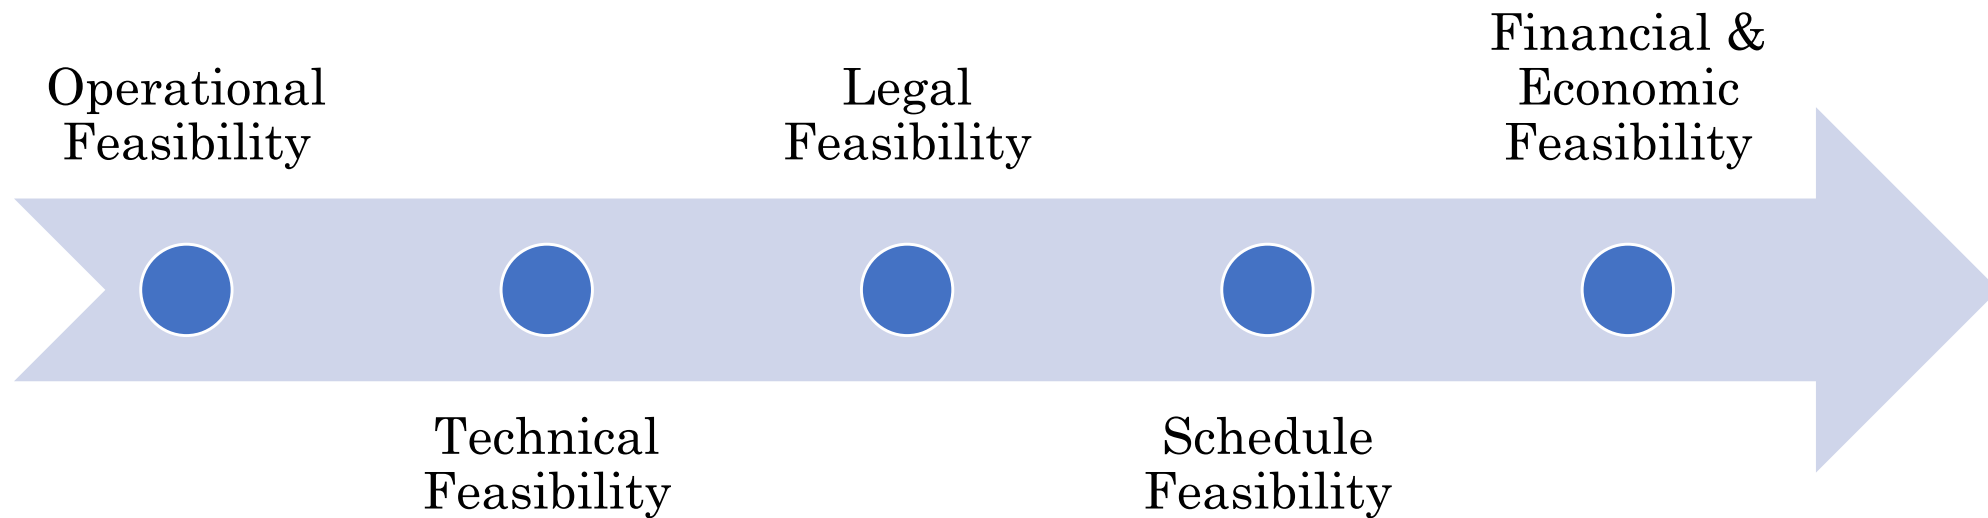 Operational
Feasibility
Technical
Feasibility
Legal
Feasibility
Schedule
Feasibility
Financial &
Economic
Feasibility